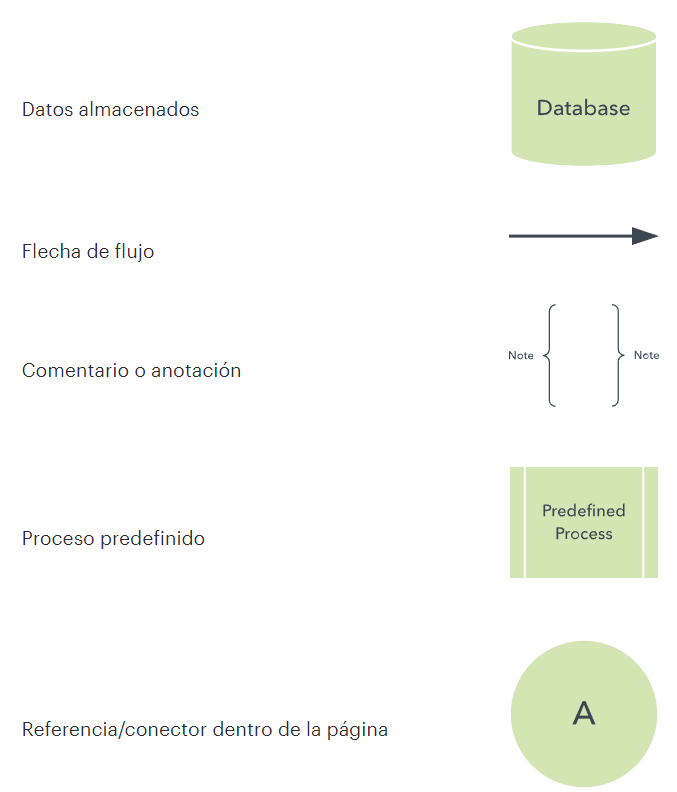 Datos almacenados
Database
Flecha de flujo
Comentario o anotación
Note
Note
Proceso predefinido
Predefined
Process
Referencia/conector dentro de la página
A